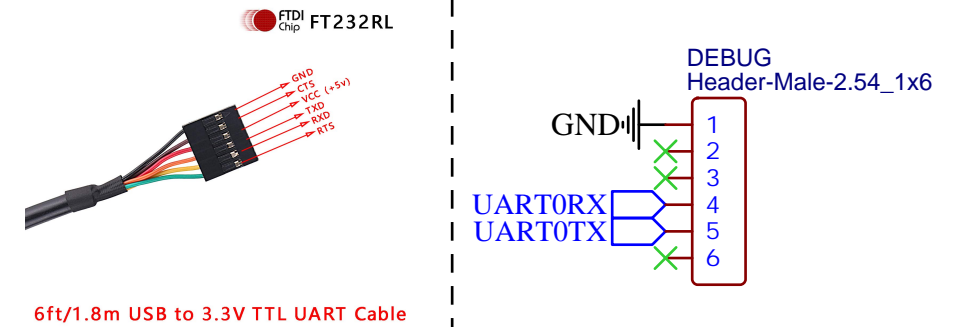 FTDI
Chip
FT232RL
GND
CTS
VCC (+5v)
TXD
RXD
RTS
6ft/1.8m USB to 3.3V TTL UART Cable
DEBUG
Header-Male-2.54_1x6
GND
1
2
3
UART0RX 4
UART0TX 5
6